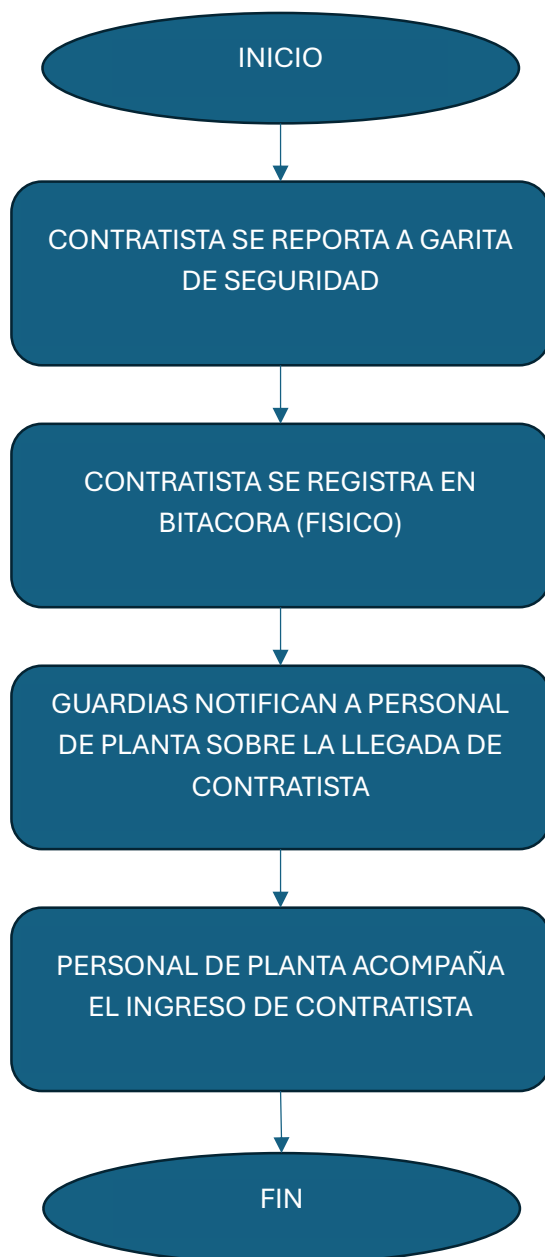 INICIO
CONTRATISTA SE REPORTA A GARITA
DE SEGURIDAD
CONTRATISTA SE REGISTRA EN
BITACORA (FISICO)
GUARDIAS NOTIFICAN A PERSONAL
DE PLANTA SOBRE LA LLEGADA DE
CONTRATISTA
PERSONAL DE PLANTA ACOMPAÑA
EL INGRESO DE CONTRATISTA
FIN